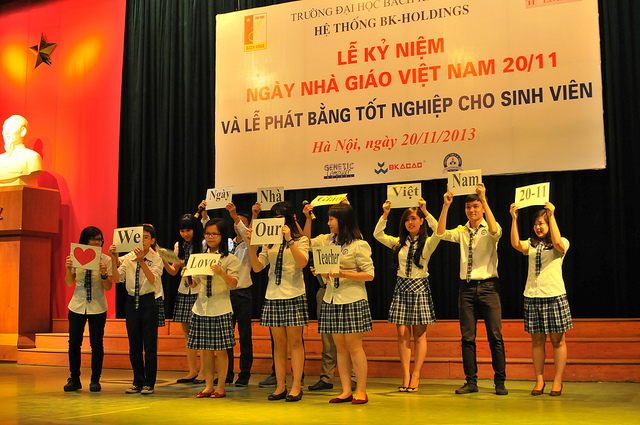 TRƯỜNG ĐẠI HỌC BÁCH
HỆ THỐNG BK-HOLDINGS
LỄ KỶ NIỆM
NGÀY NHÀ GIÁO VIỆT NAM 20/11
VÀ LỄ PHÁT BẰNG TỐT NGHIỆP CHO SINH VIÊN
Hà Nội, ngày 20/11/2013
GENETIC
BKACAD
Ngày
Nhà
Giáo
Việt
Nam
20-11
We
Love
Our
Teacher